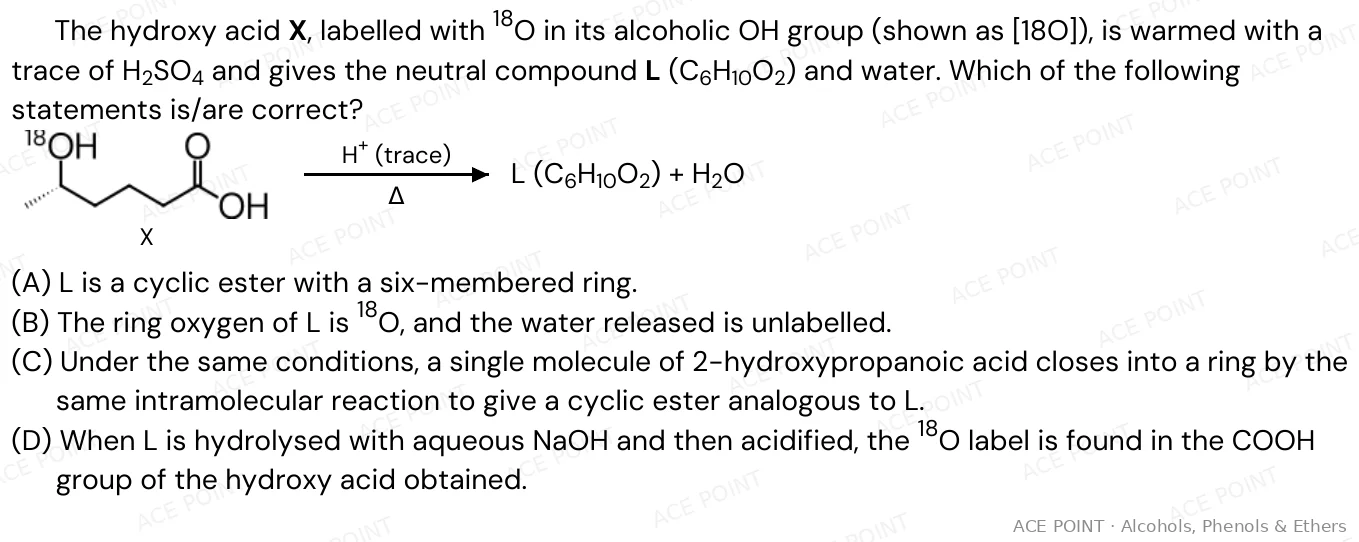 The hydroxy acid X, labelled with ¹⁸O in its alcoholic OH group (shown as [18O]), is warmed with a
trace of H₂SO₄ and gives the neutral compound L (C₆H₁₀O₂) and water. Which of the following
statements is/are correct?
¹⁸OH O
OH
X
H⁺ (trace)
Δ
L (C₆H₁₀O₂) + H₂O
(A) L is a cyclic ester with a six-membered ring.
(B) The ring oxygen of L is ¹⁸O, and the water released is unlabelled.
(C) Under the same conditions, a single molecule of 2-hydroxypropanoic acid closes into a ring by the
same intramolecular reaction to give a cyclic ester analogous to L.
(D) When L is hydrolysed with aqueous NaOH and then acidified, the ¹⁸O label is found in the COOH
group of the hydroxy acid obtained.
ACE POINT · Alcohols, Phenols & Ethers